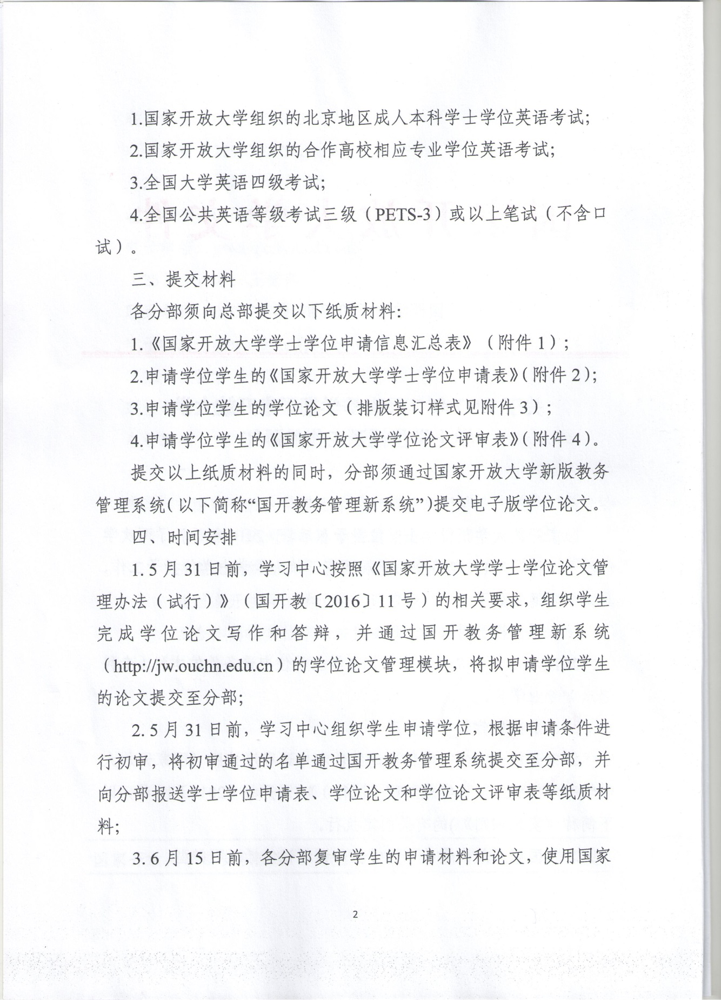 1.国家开放大学组织的北京地区成人本科学士学位英语考试;
2.国家开放大学组织的合作高校相应专业学位英语考试;
3.全国大学英语四级考试;
4.全国公共英语等级考试三级（PETS-3）或以上笔试（不含口
试）。
三、提交材料
各分部须向总部提交以下纸质材料:
1.《国家开放大学学士学位申请信息汇总表》（附件 1）;
2.申请学位学生的《国家开放大学学士学位申请表》（附件 2）;
3.申请学位学生的学位论文（排版装订样式见附件 3）;
4.申请学位学生的《国家开放大学学位论文评审表》（附件 4）。
提交以上纸质材料的同时，分部须通过国家开放大学新版教务
管理系统(以下简称“国开教务管理新系统”)提交电子版学位论文。
四、时间安排
1. 5 月 31 日前，学习中心按照《国家开放大学学士学位论文管
理办法（试行）》（国开教〔2016〕11 号）的相关要求，组织学生
完成学位论文写作和答辩，并通过国开教务管理新系统
（http://jw.ouchn.edu.cn）的学位论文管理模块，将拟申请学位学生
的论文提交至分部;
2. 5 月 31 日前，学习中心组织学生申请学位，根据申请条件进
行初审，将初审通过的名单通过国开教务管理系统提交至分部，并
向分部报送学士学位申请表、学位论文和学位论文评审表等纸质材
料;
3. 6 月 15 日前，各分部复审学生的申请材料和论文，使用国家
2